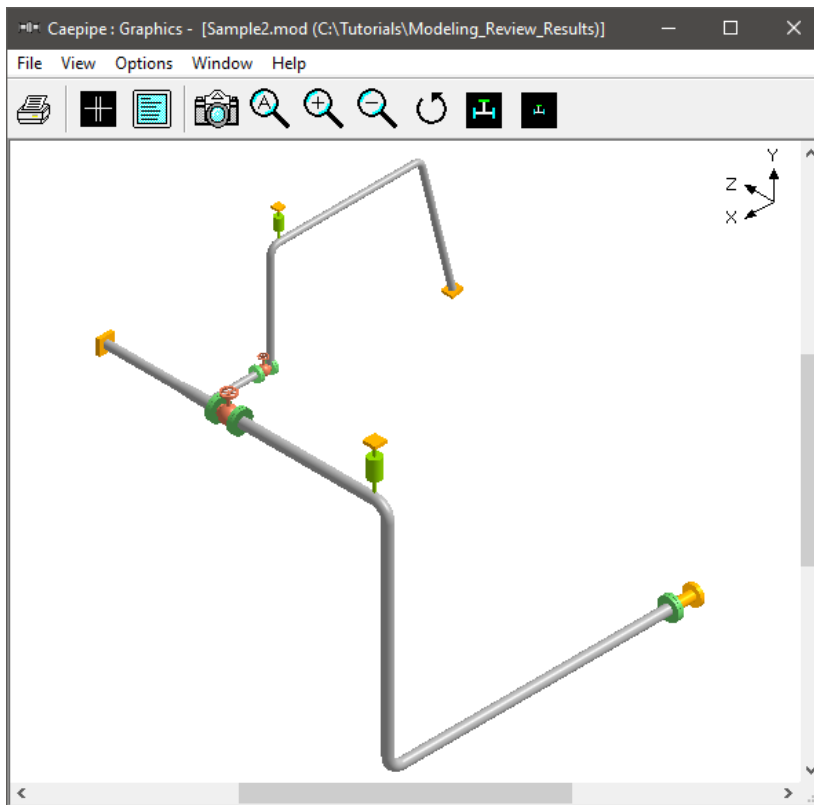 Caepipe : Graphics - [Sample2.mod (C:\Tutorials\Modeling_Review_Results)]
File View Options Window Help
A
Y
Z
X